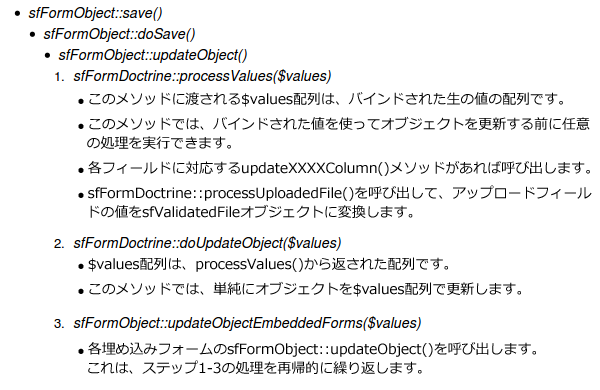 • sfFormObject::save()
• sfFormObject::doSave()
• sfFormObject::updateObject()
1. sfFormDoctrine::processValues($values)
• このメソッドに渡される$values配列は、バインドされた生の値の配列です。
• このメソッドでは、バインドされた値を使ってオブジェクトを更新する前に任意
の処理を実行できます。
• 各フィールドに対応するupdateXXXXColumn()メソッドがあれば呼び出します。
• sfFormDoctrine::processUploadedFile()を呼び出して、アップロードフィール
ドの値をsfValidatedFileオブジェクトに変換します。
2. sfFormDoctrine::doUpdateObject($values)
• $values配列は、processValues()から返された配列です。
• このメソッドでは、単純にオブジェクトを$values配列で更新します。
3. sfFormObject::updateObjectEmbeddedForms($values)
• 各埋め込みフォームのsfFormObject::updateObject()を呼び出します。
これは、ステップ1-3の処理を再帰的に繰り返します。